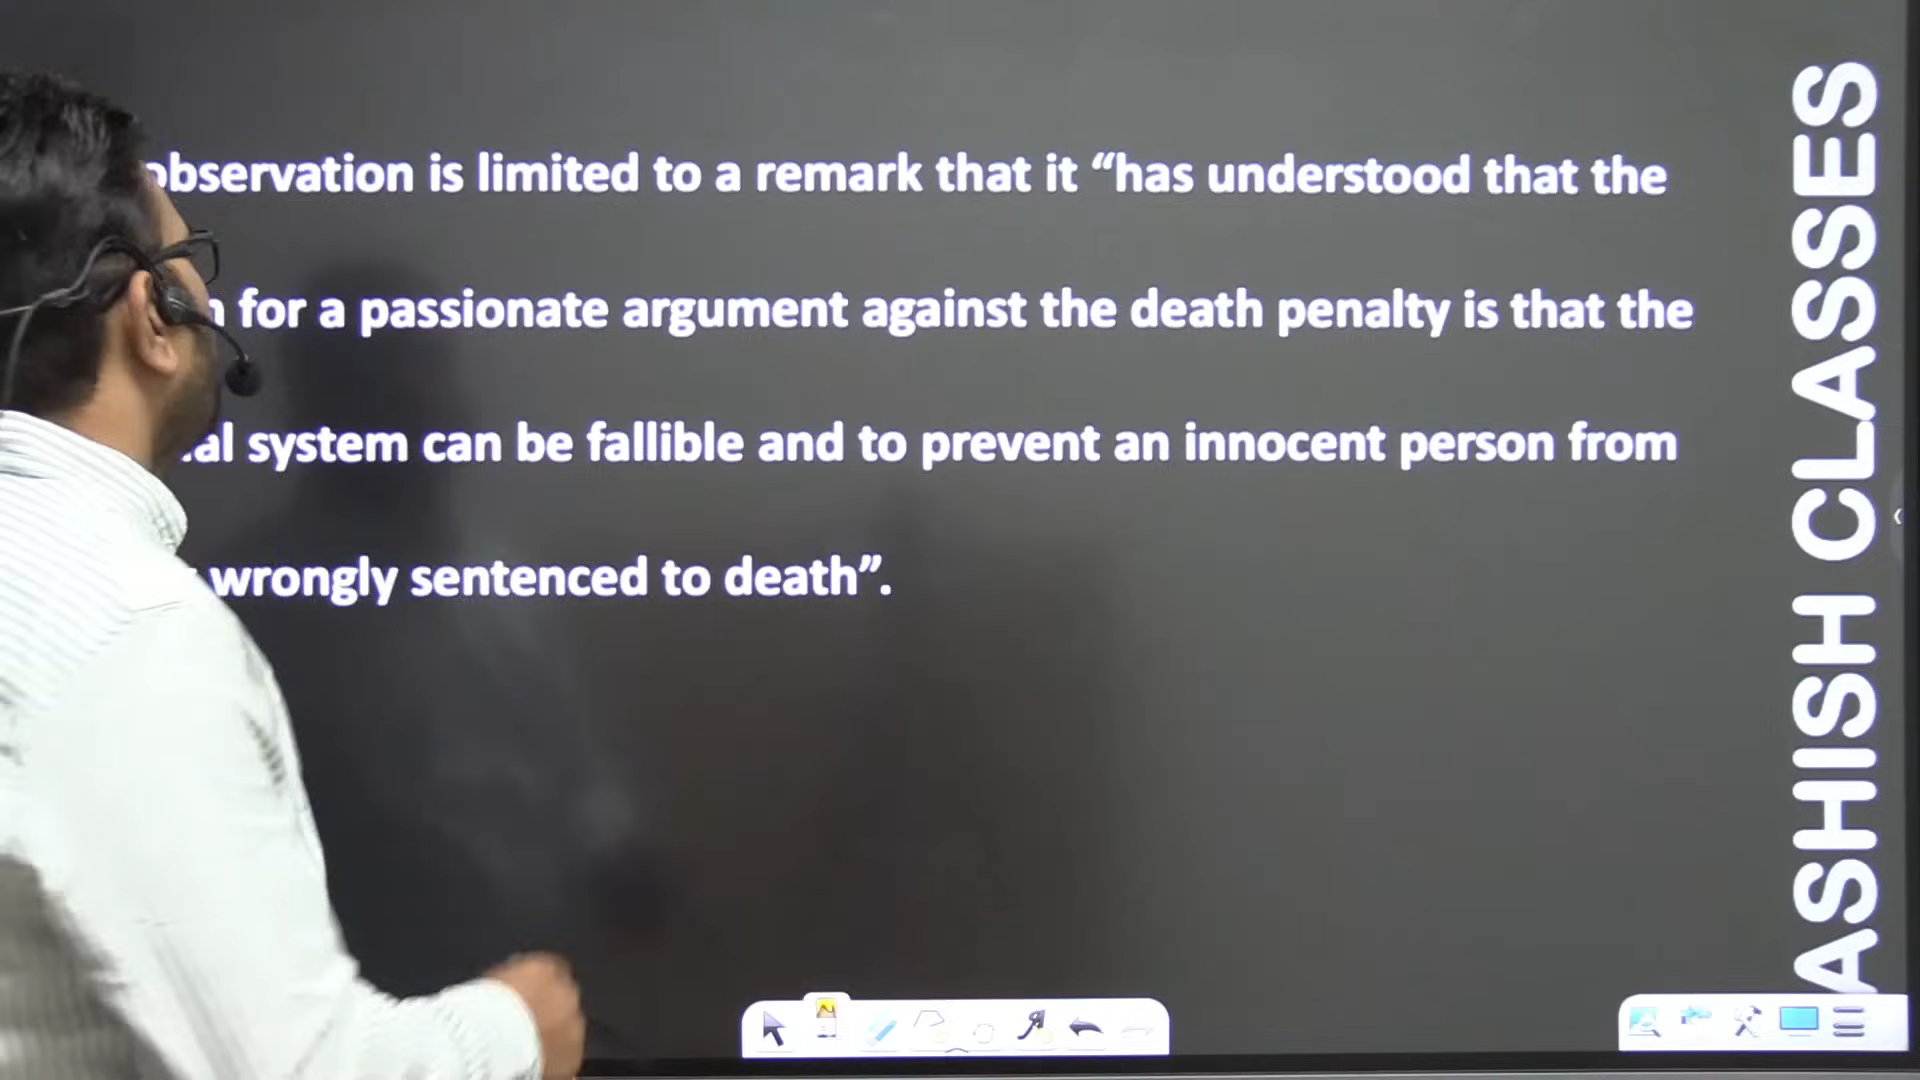 observation is limited to a remark that it “has understood that the
for a passionate argument against the death penalty is that the
system can be fallible and to prevent an innocent person from
wrongly sentenced to death”.
ASHISH CLASSES